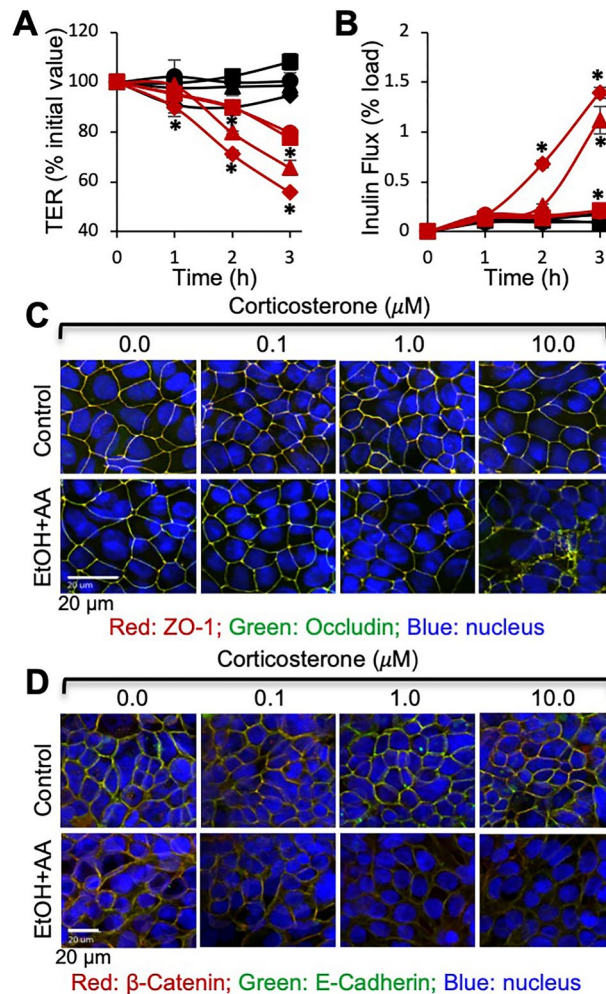 A
TER (% initial value)
120
100
80
60
40
0 1 2 3
Time (h)
*
*
*
*
*
B
Inulin Flux (% load)
2
1.5
1
0.5
0
0 1 2 3
Time (h)
*
*
*
*
C
Corticosterone (μM)
0.0 0.1 1.0 10.0
Control
EtOH+AA
20 um
20 μm
Red: ZO-1; Green: Occludin; Blue: nucleus
D
Corticosterone (μM)
0.0 0.1 1.0 10.0
Control
EtOH+AA
20 um
20 μm
Red: β-Catenin; Green: E-Cadherin; Blue: nucleus